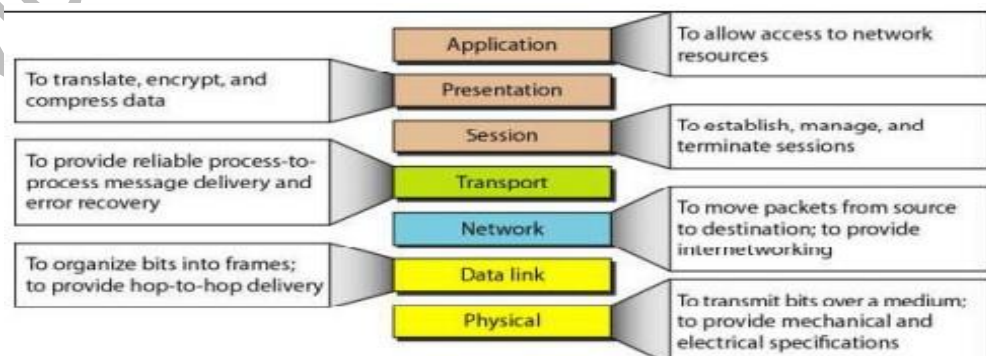 Application
To allow access to network
resources
To translate, encrypt, and
compress data
Presentation
Session
To establish, manage, and
terminate sessions
To provide reliable process-to-
process message delivery and
error recovery
Transport
Network
To move packets from source
to destination; to provide
internetworking
To organize bits into frames;
to provide hop-to-hop delivery
Data link
Physical
To transmit bits over a medium;
to provide mechanical and
electrical specifications